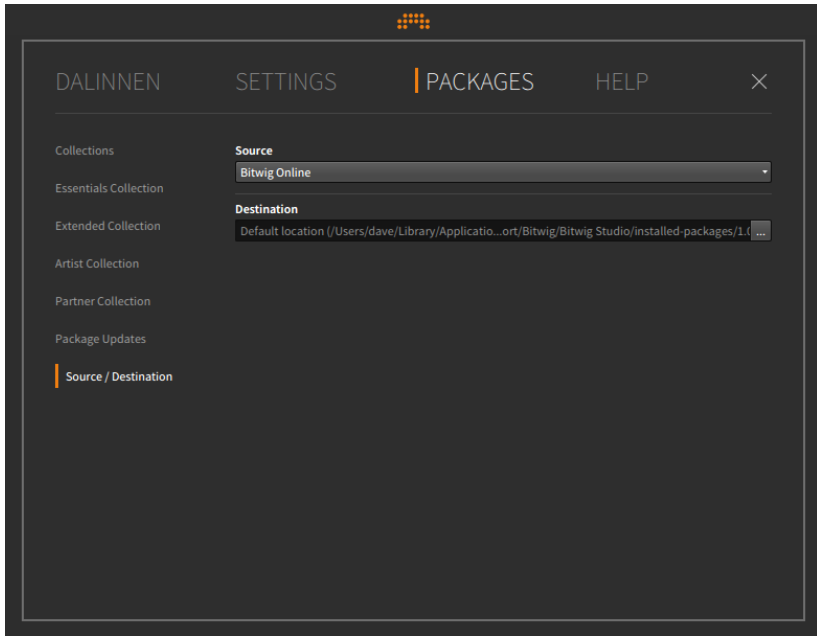 DALINNEN SETTINGS PACKAGES HELP
Collections
Essentials Collection
Extended Collection
Artist Collection
Partner Collection
Package Updates
Source / Destination
Source
Bitwig Online
Destination
Default location (/Users/dave/Library/Applicatio...ort/Bitwig/Bitwig Studio/installed-packages/1.0 ...